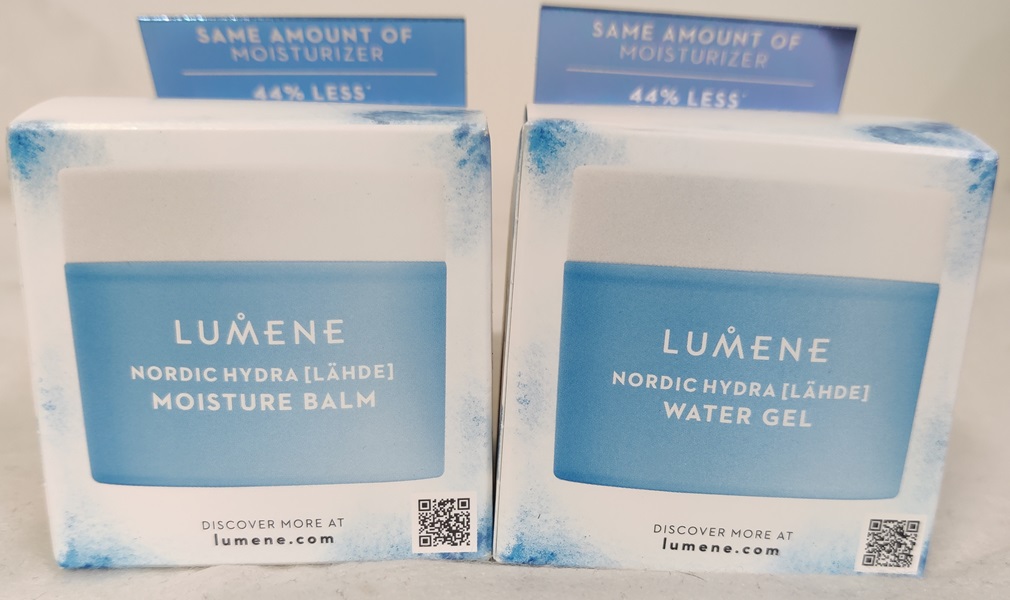 SAME AMOUNT OF
MOISTURIZER
44% LESS*
LUMENE
NORDIC HYDRA [LÄHDE]
MOISTURE BALM
DISCOVER MORE AT
lumene.com
SAME AMOUNT OF
MOISTURIZER
44% LESS*
LUMENE
NORDIC HYDRA [LÄHDE]
WATER GEL
DISCOVER MORE AT
lumene.com